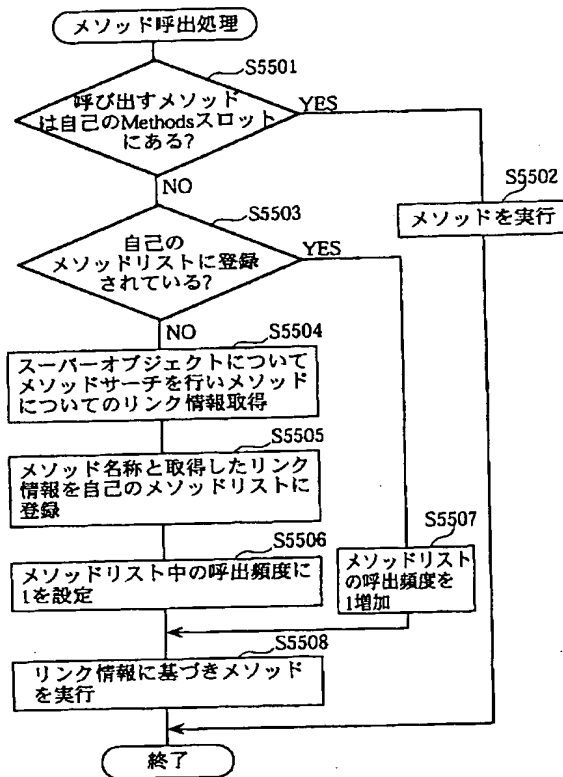 メソッド呼出処理
S5501
呼び出すメソッド
は自己のMethodsスロット
にある?
YES
NO
S5502
メソッドを実行
S5503
自己の
メソッドリストに登録
されている?
YES
NO
S5504
スーパーオブジェクトについて
メソッドサーチを行いメソッド
についてのリンク情報取得
S5505
メソッド名称と取得したリンク
情報を自己のメソッドリストに
登録
S5506
メソッドリスト中の呼出頻度に
1を設定
S5507
メソッドリスト
の呼出頻度を
1増加
S5508
リンク情報に基づきメソッド
を実行
終了